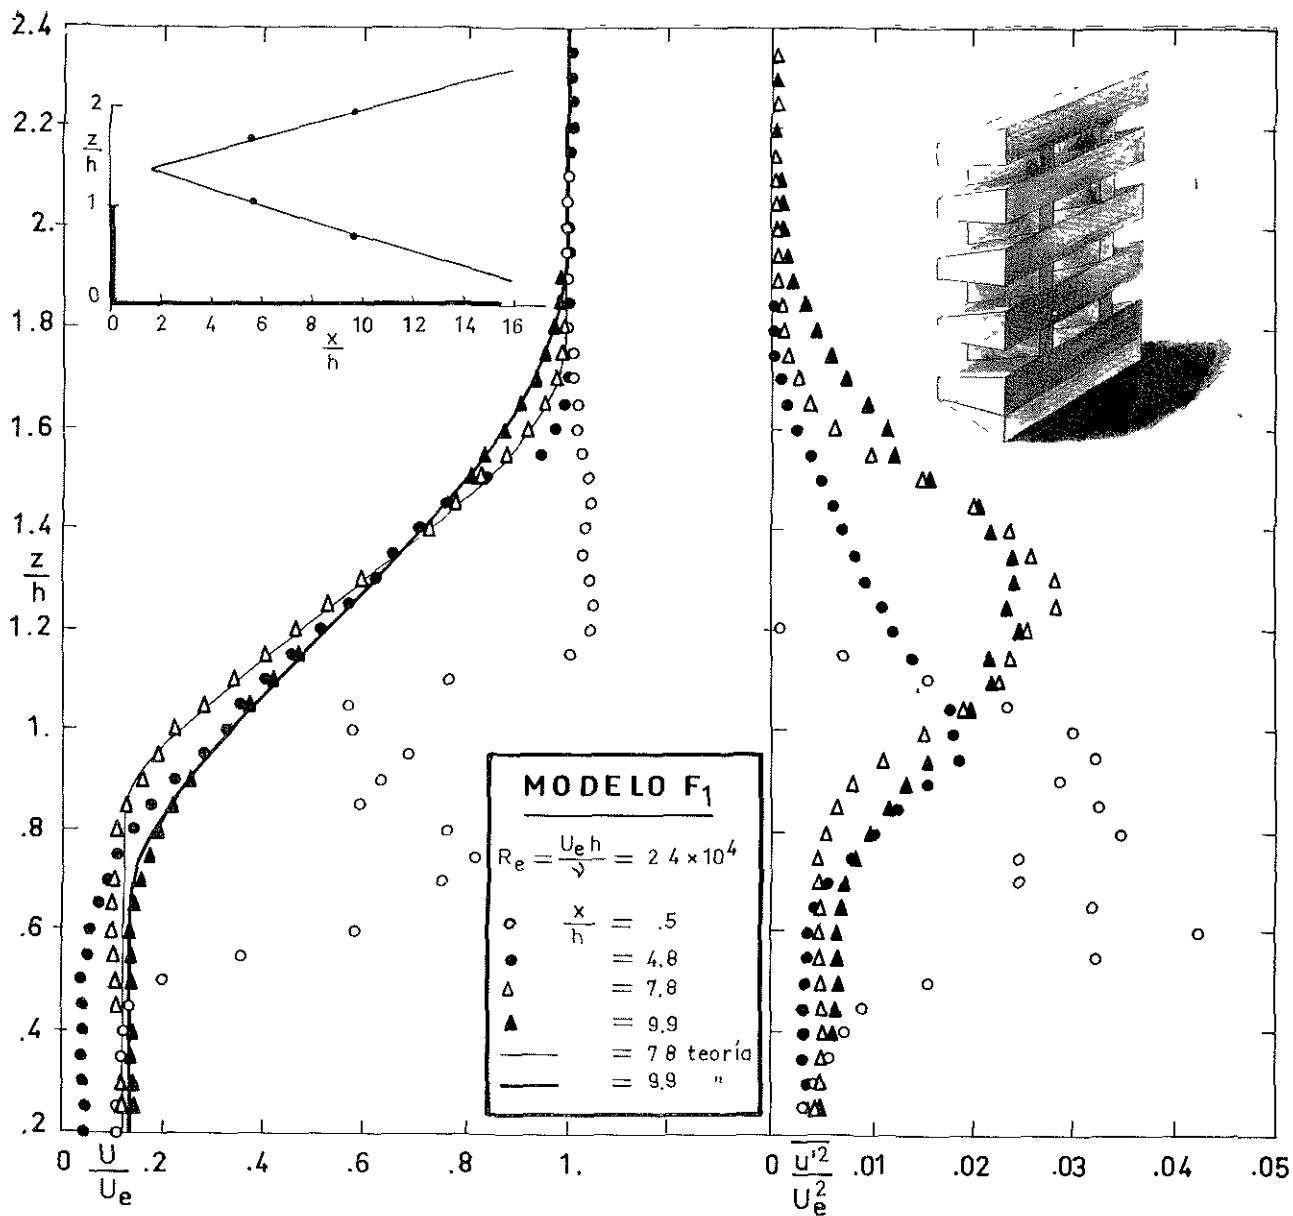 2.4
2.2
2.
1.8
1.6
1.4
z/h
1.2
1.
.8
.6
.4
.2
2
z/h
1
0
0 2 4 6 8 10 12 14 16
x/h
MODELO F₁
Re = Ue h / ν = 2 4 × 10⁴
x/h = .5
= 4,8
= 7,8
= 9,9
= 7 8 teoría
= 9,9 "
0 .2 .4 .6 .8 1.
U/Ue
0 .01 .02 .03 .04 .05
u'²/Ue²